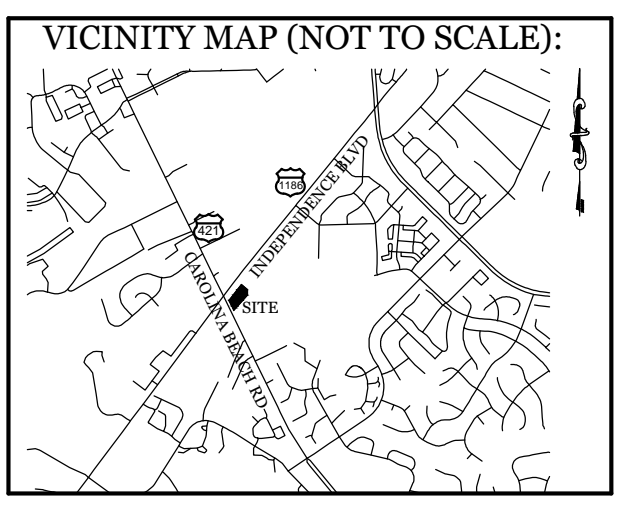 VICINITY MAP (NOT TO SCALE):
1186
INDEPENDENCE BLVD
421
CAROLINA BEACH RD
SITE